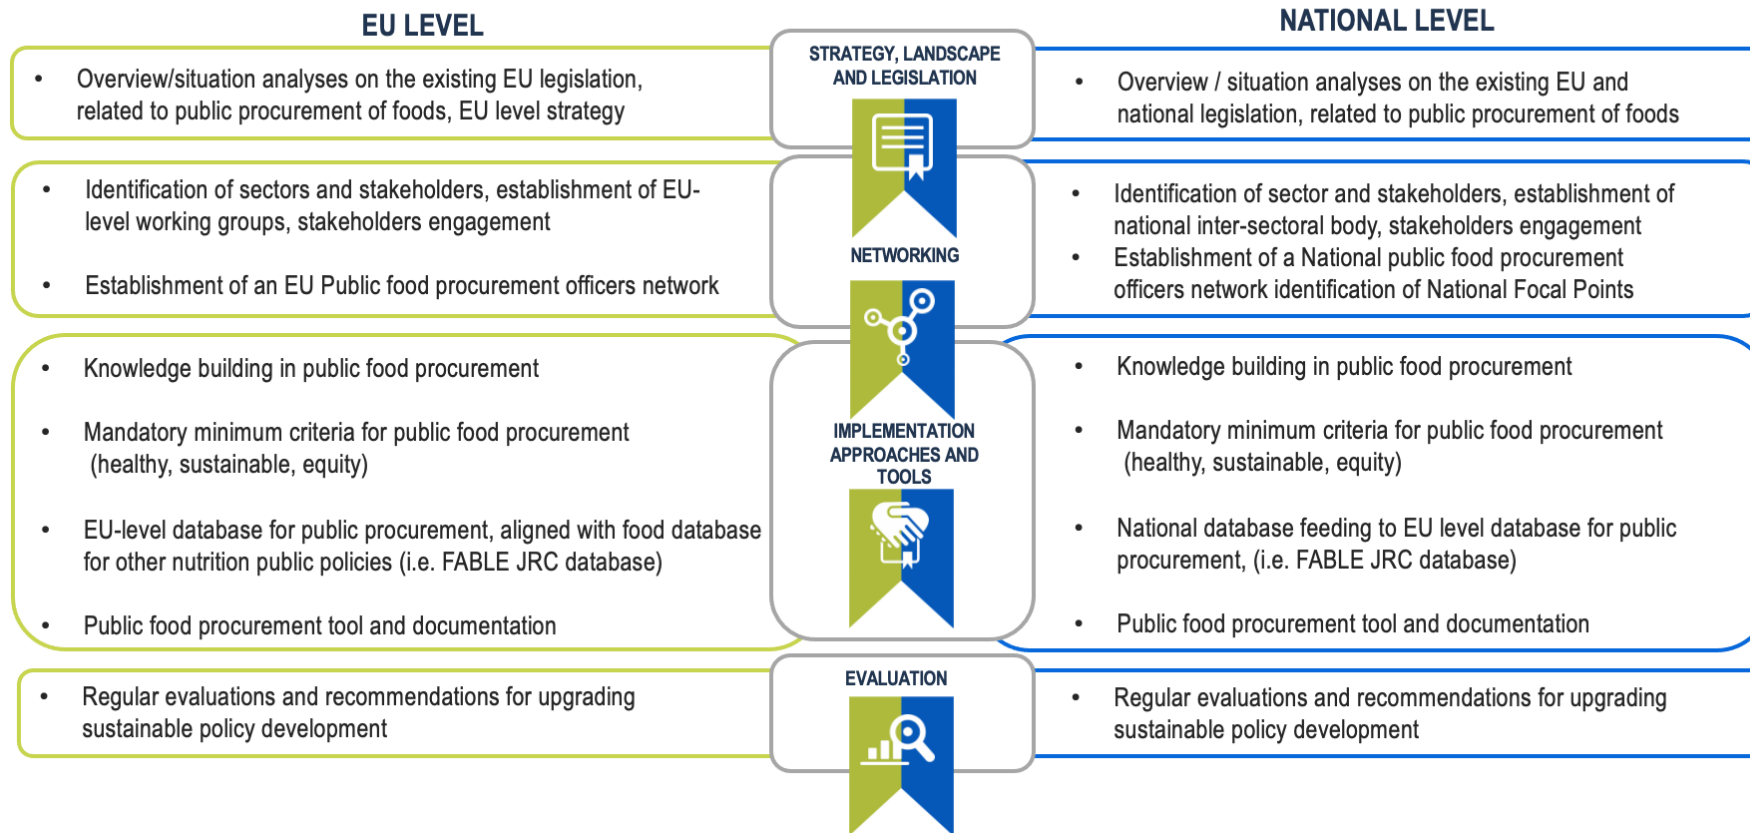 EU LEVEL
NATIONAL LEVEL
STRATEGY, LANDSCAPE
AND LEGISLATION
• Overview/situation analyses on the existing EU legislation,
related to public procurement of foods, EU level strategy
• Overview / situation analyses on the existing EU and
national legislation, related to public procurement of foods
NETWORKING
• Identification of sectors and stakeholders, establishment of EU-
level working groups, stakeholders engagement
• Establishment of an EU Public food procurement officers network
• Identification of sector and stakeholders, establishment of
national inter-sectoral body, stakeholders engagement
• Establishment of a National public food procurement
officers network identification of National Focal Points
IMPLEMENTATION
APPROACHES AND
TOOLS
• Knowledge building in public food procurement
• Mandatory minimum criteria for public food procurement
(healthy, sustainable, equity)
• EU-level database for public procurement, aligned with food database
for other nutrition public policies (i.e. FABLE JRC database)
• Public food procurement tool and documentation
• Knowledge building in public food procurement
• Mandatory minimum criteria for public food procurement
(healthy, sustainable, equity)
• National database feeding to EU level database for public
procurement, (i.e. FABLE JRC database)
• Public food procurement tool and documentation
EVALUATION
• Regular evaluations and recommendations for upgrading
sustainable policy development
• Regular evaluations and recommendations for upgrading
sustainable policy development